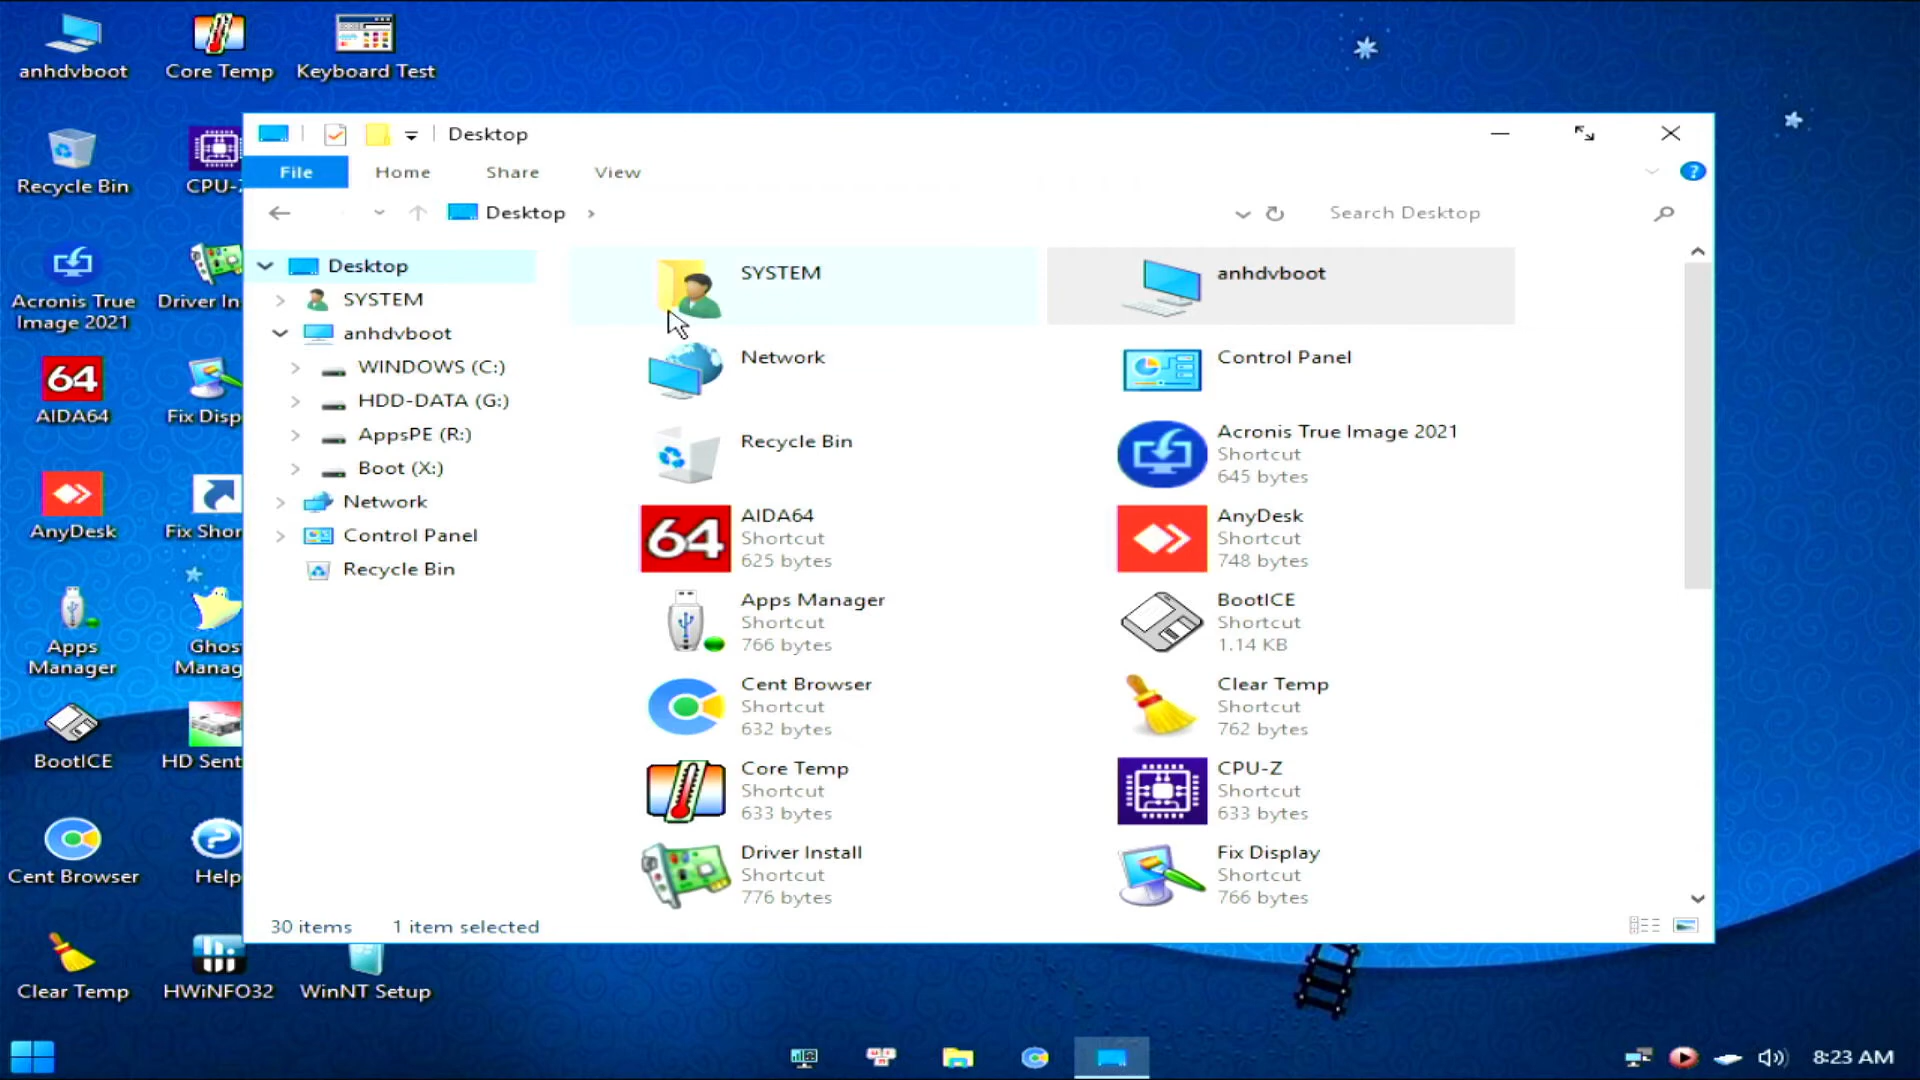 anhdvboot
Core Temp
Keyboard Test
Recycle Bin
CPU-Z
Acronis True
Image 2021
Driver In
64
AIDA64
Fix Disp
AnyDesk
Fix Shor
Apps
Manager
Ghos
Manag
BootICE
HD Sent
Cent Browser
Help
Clear Temp
HWiNFO32
WinNT Setup
Desktop
File
Home
Share
View
?
Desktop
Search Desktop
Desktop
SYSTEM
anhdvboot
WINDOWS (C:)
HDD-DATA (G:)
AppsPE (R:)
Boot (X:)
Network
Control Panel
Recycle Bin
SYSTEM
anhdvboot
Network
Control Panel
Recycle Bin
Acronis True Image 2021
Shortcut
645 bytes
64
AIDA64
Shortcut
625 bytes
AnyDesk
Shortcut
748 bytes
Apps Manager
Shortcut
766 bytes
BootICE
Shortcut
1.14 KB
Cent Browser
Shortcut
632 bytes
Clear Temp
Shortcut
762 bytes
Core Temp
Shortcut
633 bytes
CPU-Z
Shortcut
633 bytes
Driver Install
Shortcut
776 bytes
Fix Display
Shortcut
766 bytes
30 items
1 item selected
8:23 AM